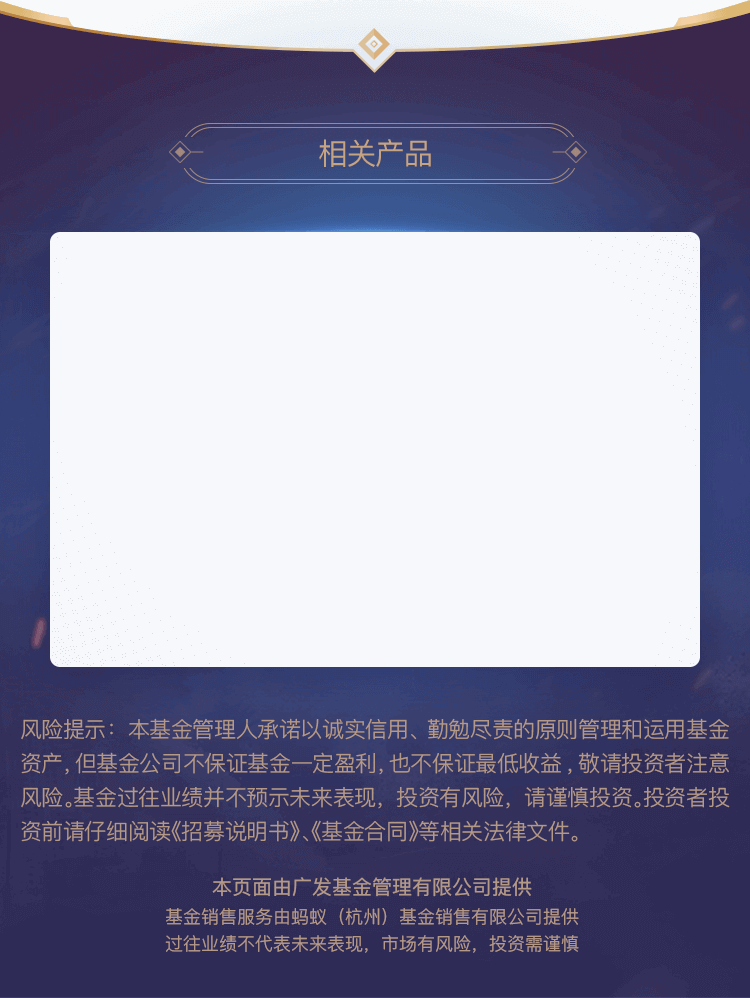 相关产品
风险提示：本基金管理人承诺以诚实信用、勤勉尽责的原则管理和运用基金
资产，但基金公司不保证基金一定盈利，也不保证最低收益，敬请投资者注意
风险。基金过往业绩并不预示未来表现，投资有风险，请谨慎投资。投资者投
资前请仔细阅读《招募说明书》、《基金合同》等相关法律文件。
本页面由广发基金管理有限公司提供
基金销售服务由蚂蚁（杭州）基金销售有限公司提供
过往业绩不代表未来表现，市场有风险，投资需谨慎